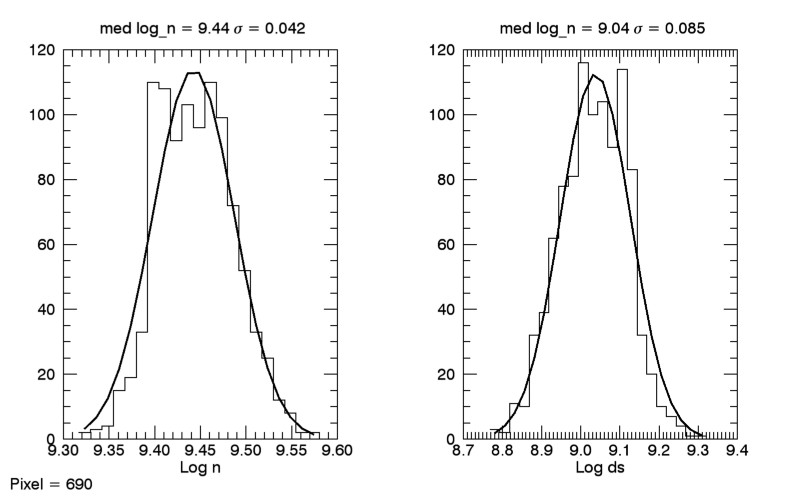 med log_n = 9.44 σ = 0.042
120
100
80
60
40
20
0
9.30 9.35 9.40 9.45 9.50 9.55 9.60
Log n
med log_n = 9.04 σ = 0.085
120
100
80
60
40
20
0
8.7 8.8 8.9 9.0 9.1 9.2 9.3 9.4
Log ds
Pixel = 690